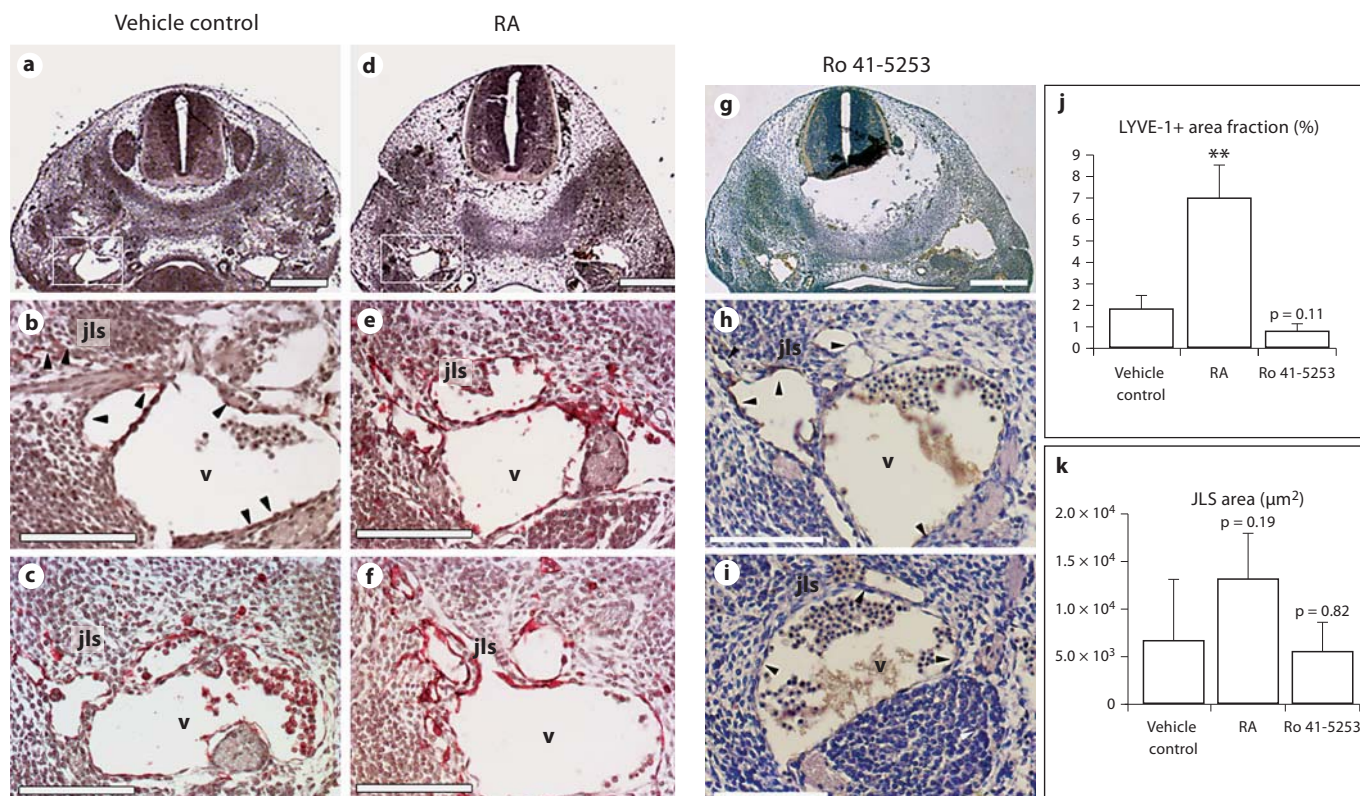 Vehicle control
RA
Ro 41-5253
a
d
g
b
jls
v
e
jls
v
h
jls
v
c
jls
v
f
jls
v
i
jls
v
j
LYVE-1+ area fraction (%)
9
8
7
6
5
4
3
2
1
0
**
p = 0.11
Vehicle
control
RA
Ro 41-5253
k
JLS area (µm²)
2.0 × 10⁴
1.5 × 10⁴
1.0 × 10⁴
5.0 × 10³
0
p = 0.19
p = 0.82
Vehicle
control
RA
Ro 41-5253